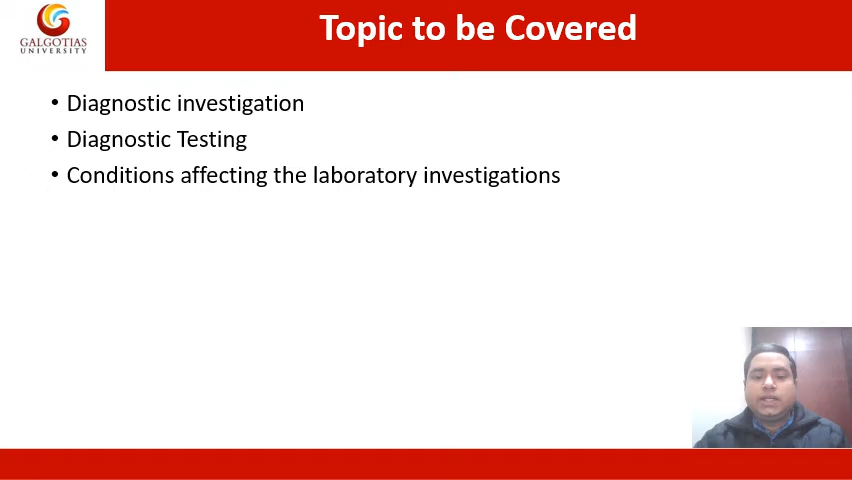 GALGOTIAS
UNIVERSITY
Topic to be Covered
• Diagnostic investigation
• Diagnostic Testing
• Conditions affecting the laboratory investigations